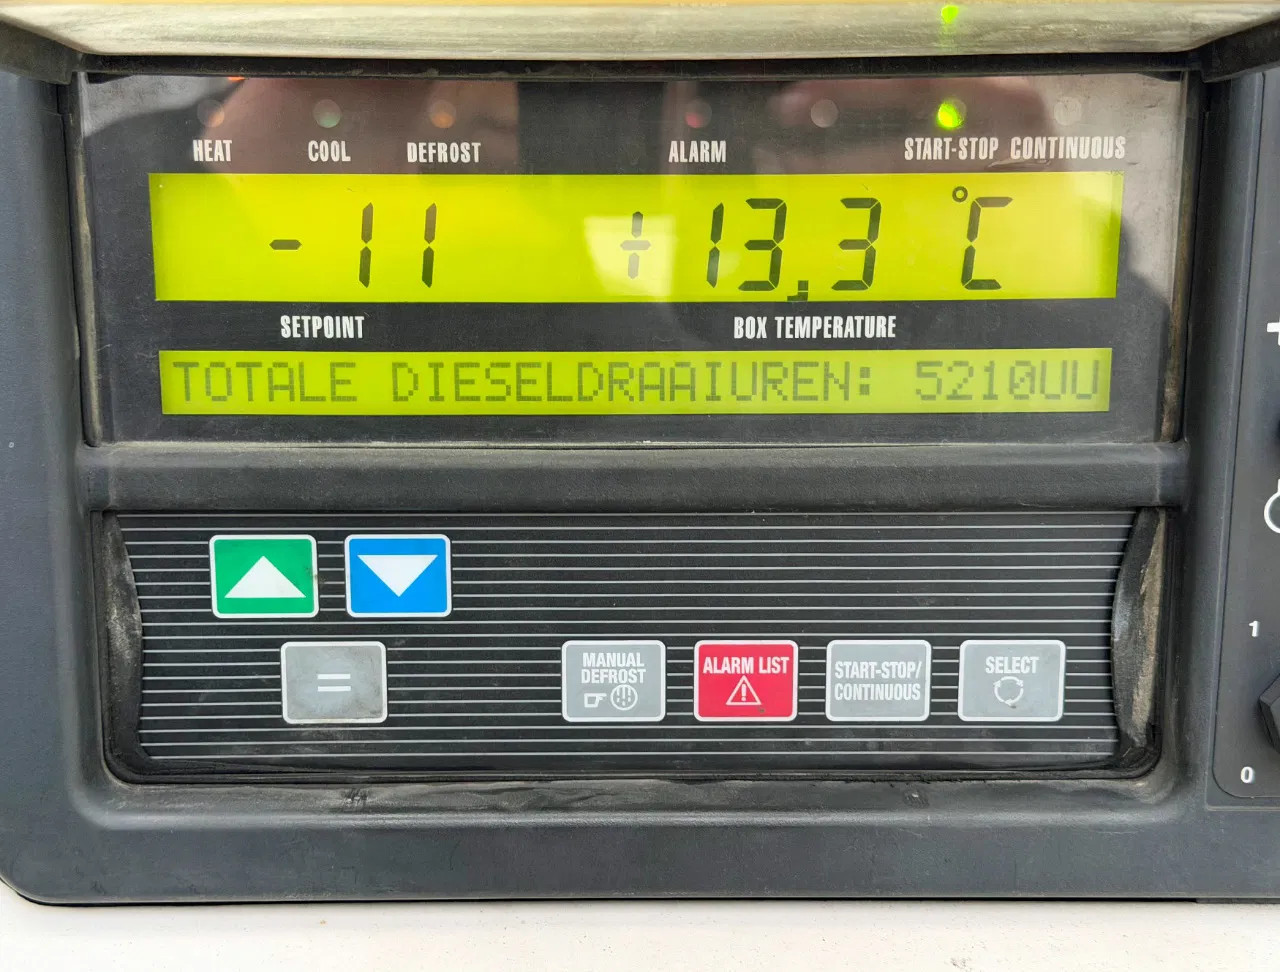 HEAT COOL DEFROST ALARM START-STOP CONTINUOUS
-11 +13,3 °C
SETPOINT BOX TEMPERATURE
TOTALE DIESELDRAAIUREN: 5210UU
MANUAL DEFROST
ALARM LIST
START-STOP/
CONTINUOUS
SELECT
=
1
0